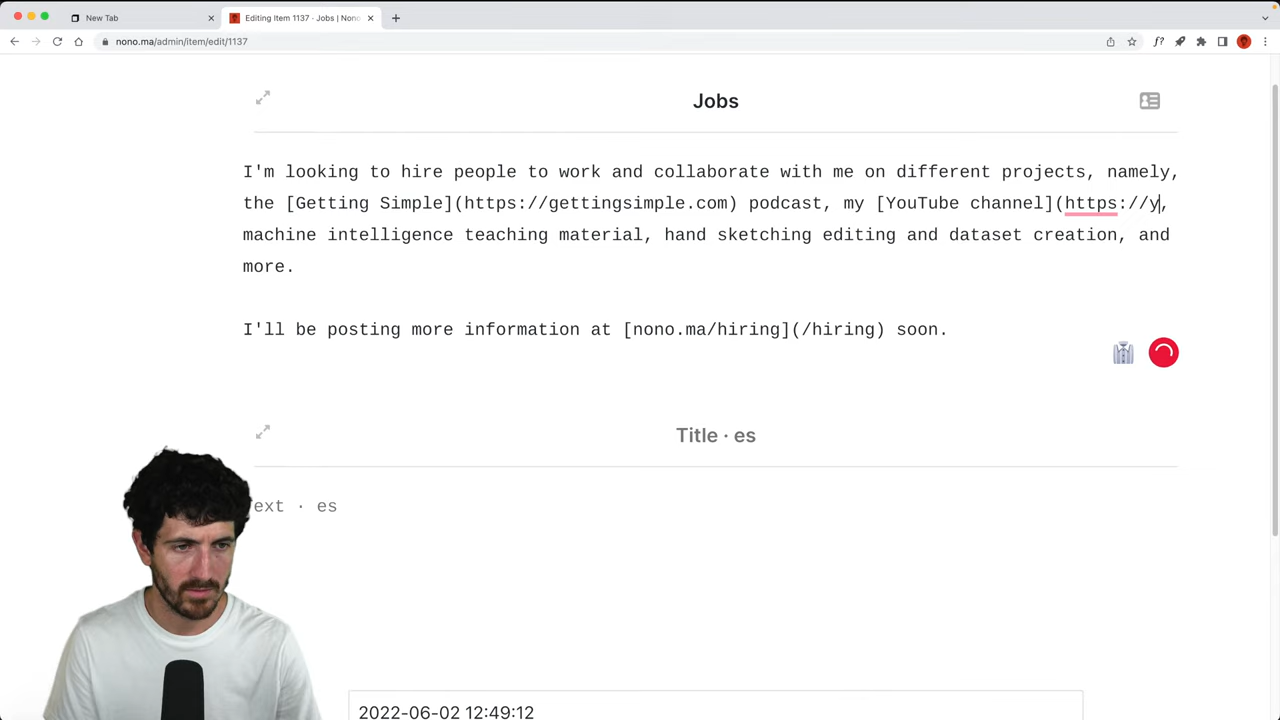 New Tab
Editing Item 1137 · Jobs | Nono
nono.ma/admin/item/edit/1137
f?
Jobs
I'm looking to hire people to work and collaborate with me on different projects, namely,
the [Getting Simple](https://gettingsimple.com) podcast, my [YouTube channel](https://y,
machine intelligence teaching material, hand sketching editing and dataset creation, and
more.
I'll be posting more information at [nono.ma/hiring](/hiring) soon.
Title · es
ext · es
2022-06-02 12:49:12